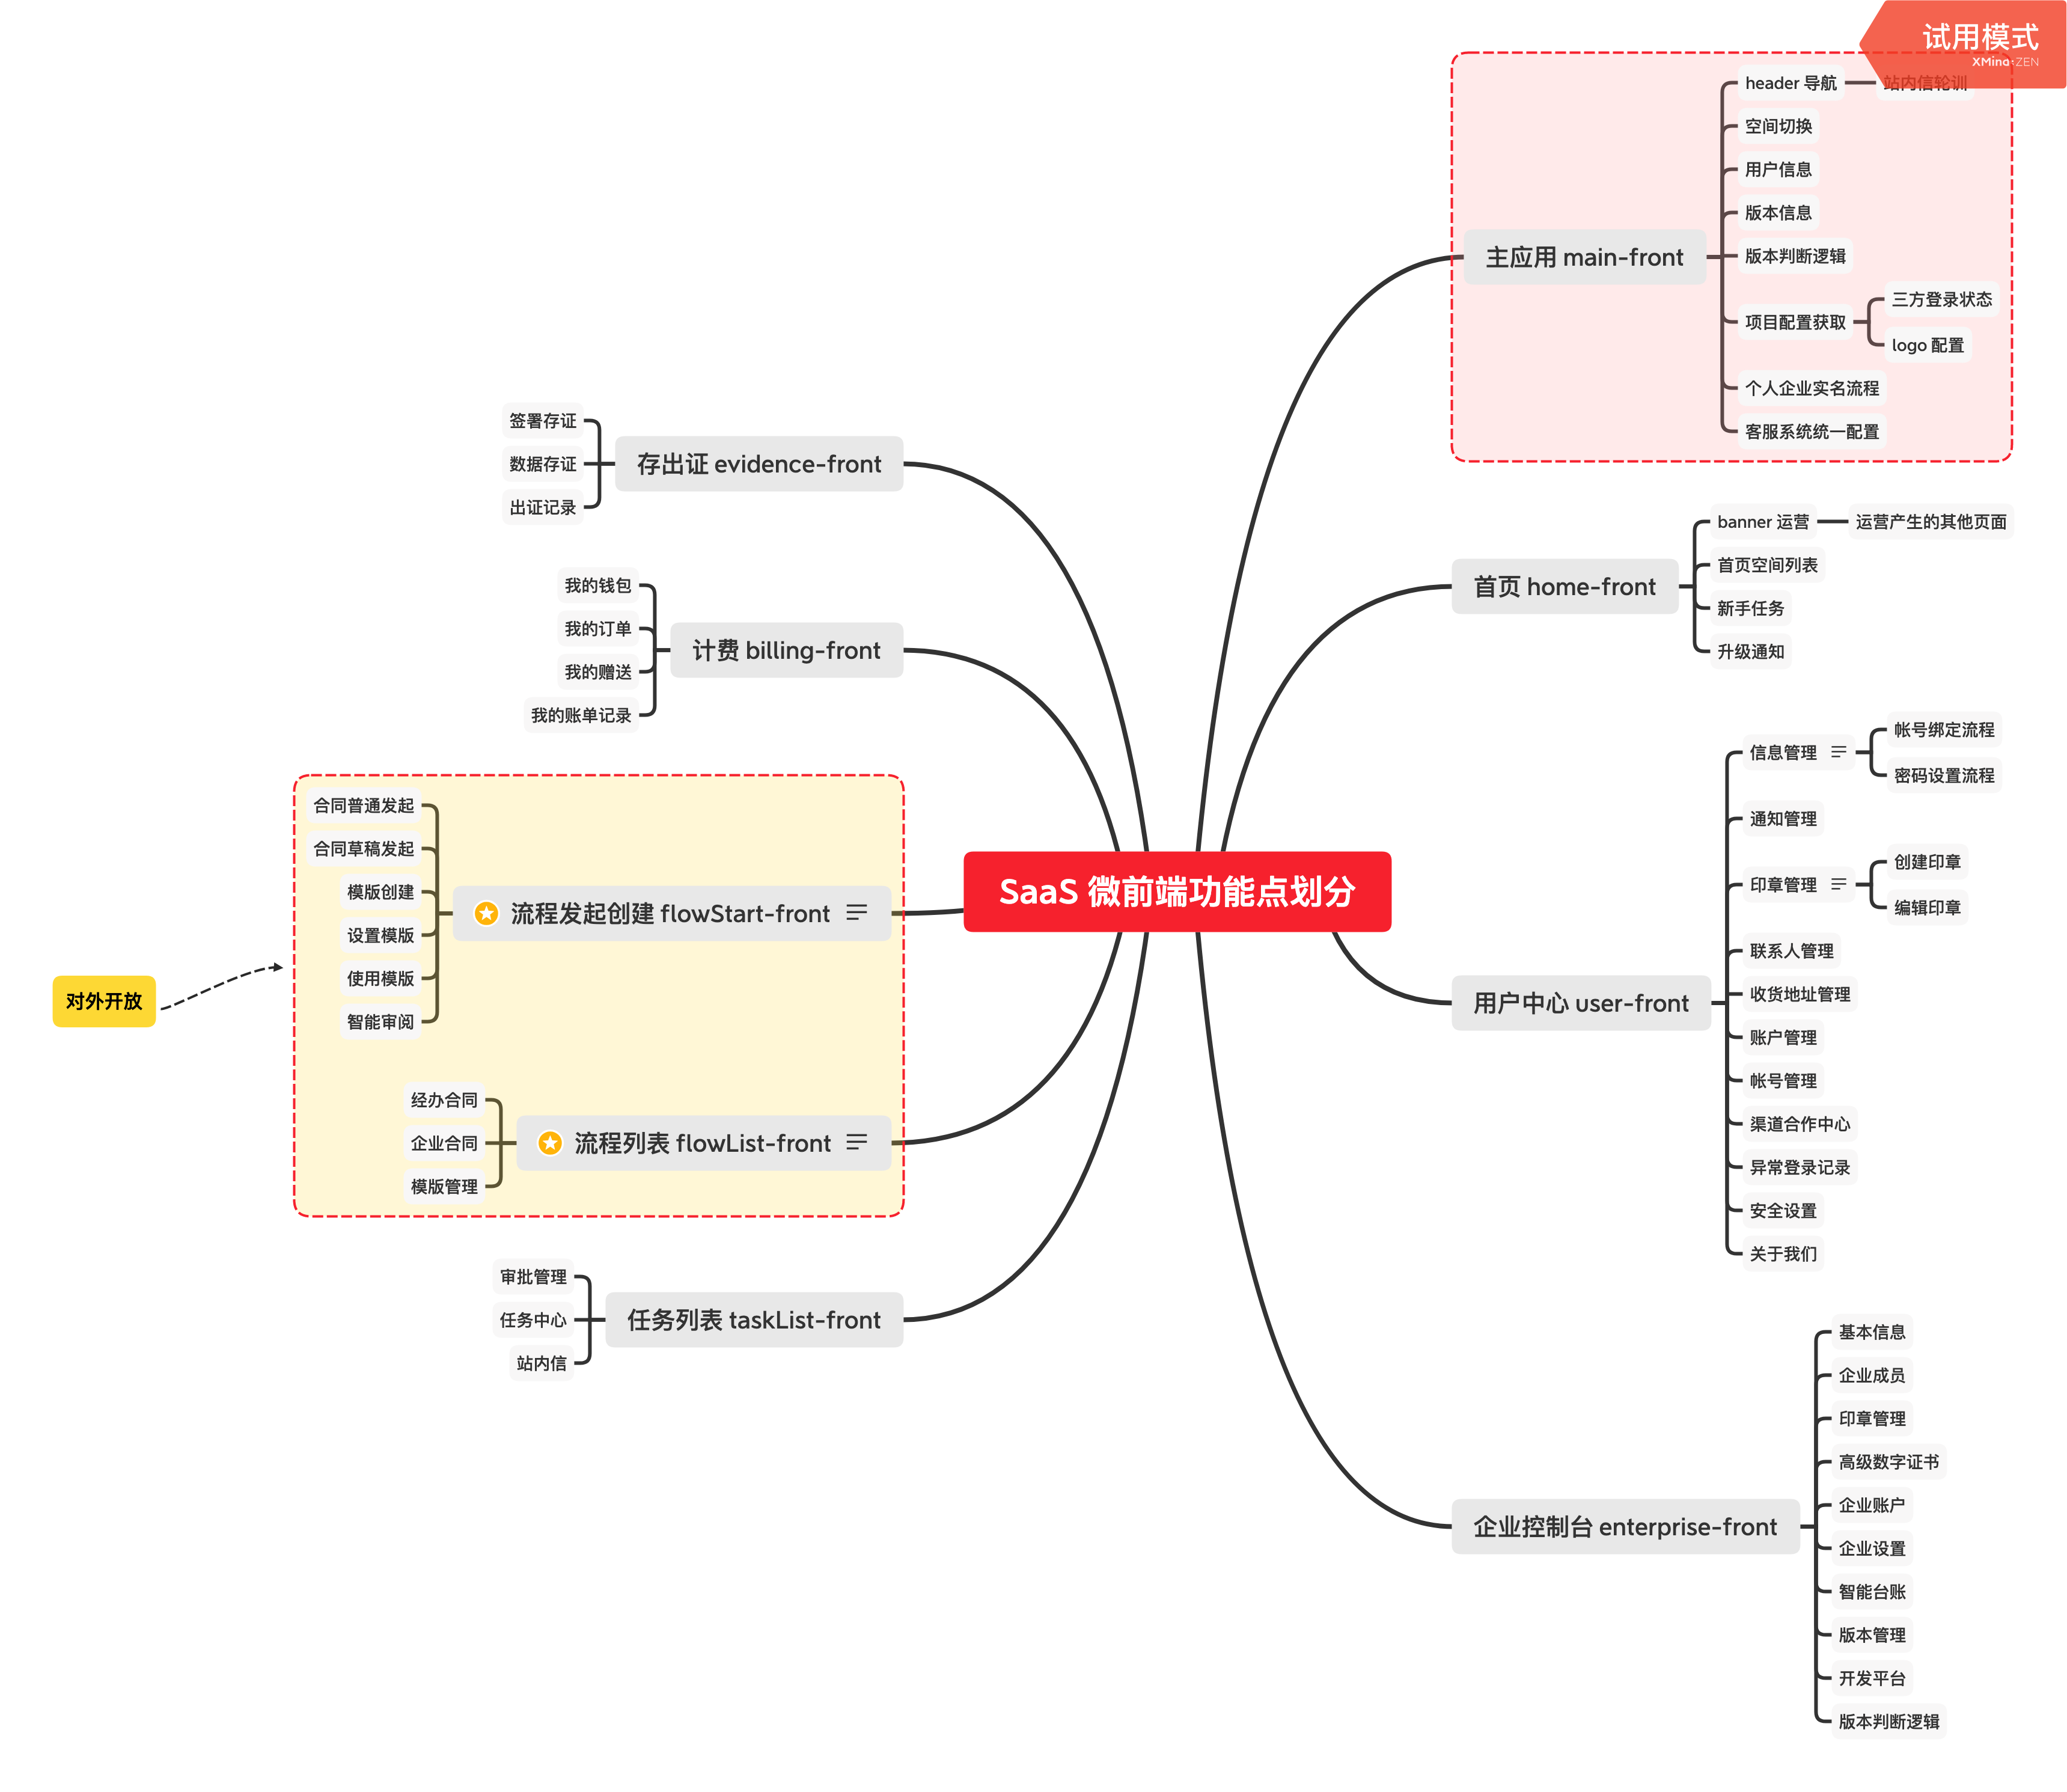 试用模式
XMind:ZEN
SaaS 微前端功能点划分
主应用 main-front
header 导航
站内信轮训
空间切换
用户信息
版本信息
版本判断逻辑
项目配置获取
三方登录状态
logo 配置
个人企业实名流程
客服系统统一配置
首页 home-front
banner 运营
运营产生的其他页面
首页空间列表
新手任务
升级通知
用户中心 user-front
信息管理
帐号绑定流程
密码设置流程
通知管理
印章管理
创建印章
编辑印章
联系人管理
收货地址管理
账户管理
帐号管理
渠道合作中心
异常登录记录
安全设置
关于我们
企业控制台 enterprise-front
基本信息
企业成员
印章管理
高级数字证书
企业账户
企业设置
智能台账
版本管理
开发平台
版本判断逻辑
存出证 evidence-front
签署存证
数据存证
出证记录
计费 billing-front
我的钱包
我的订单
我的赠送
我的账单记录
流程发起创建 flowStart-front
合同普通发起
合同草稿发起
模版创建
设置模版
使用模版
智能审阅
对外开放
流程列表 flowList-front
经办合同
企业合同
模版管理
任务列表 taskList-front
审批管理
任务中心
站内信